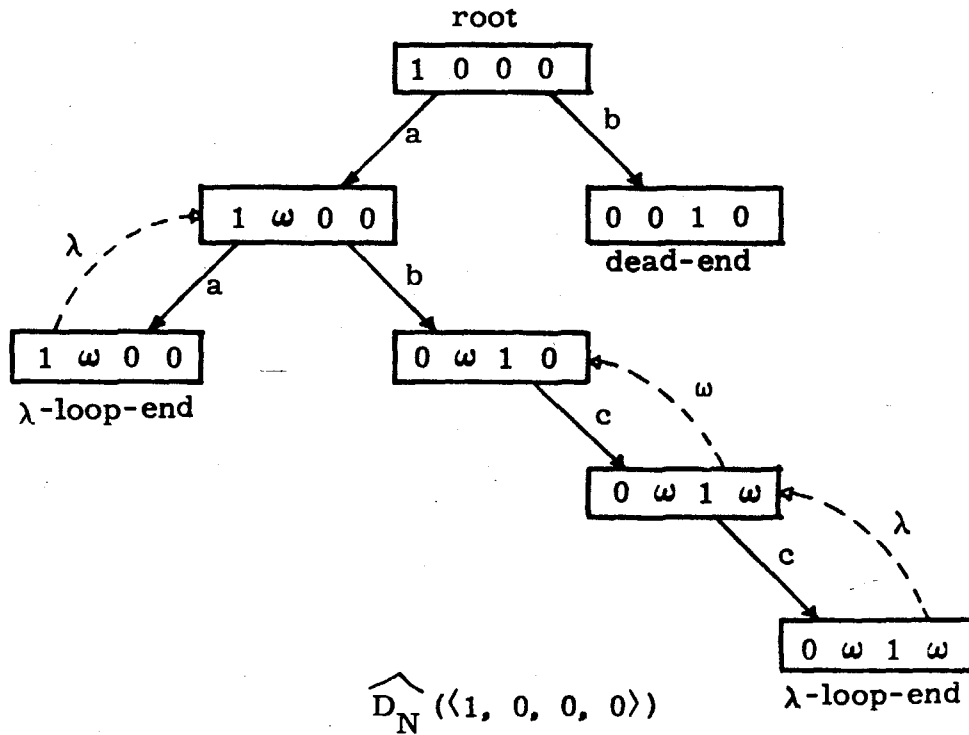 root
1 0 0 0
a
b
1 ω 0 0
0 0 1 0
dead-end
λ
a
b
1 ω 0 0
λ-loop-end
0 ω 1 0
ω
c
0 ω 1 ω
λ
c
0 ω 1 ω
λ-loop-end
D̂_N (⟨1, 0, 0, 0⟩)